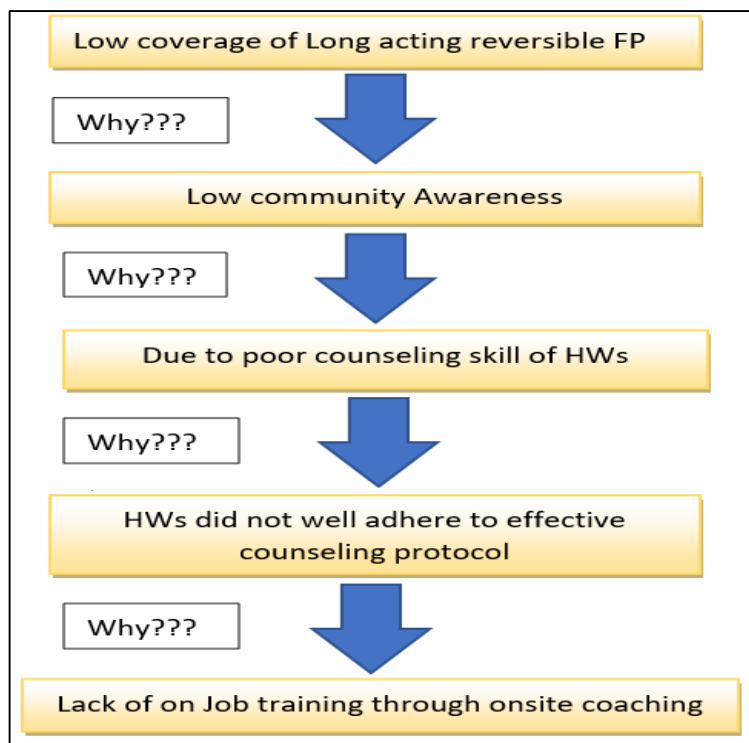 Low coverage of Long acting reversible FP
Why???
Low community Awareness
Why???
Due to poor counseling skill of HWs
Why???
HWs did not well adhere to effective
counseling protocol
Why???
Lack of on Job training through onsite coaching